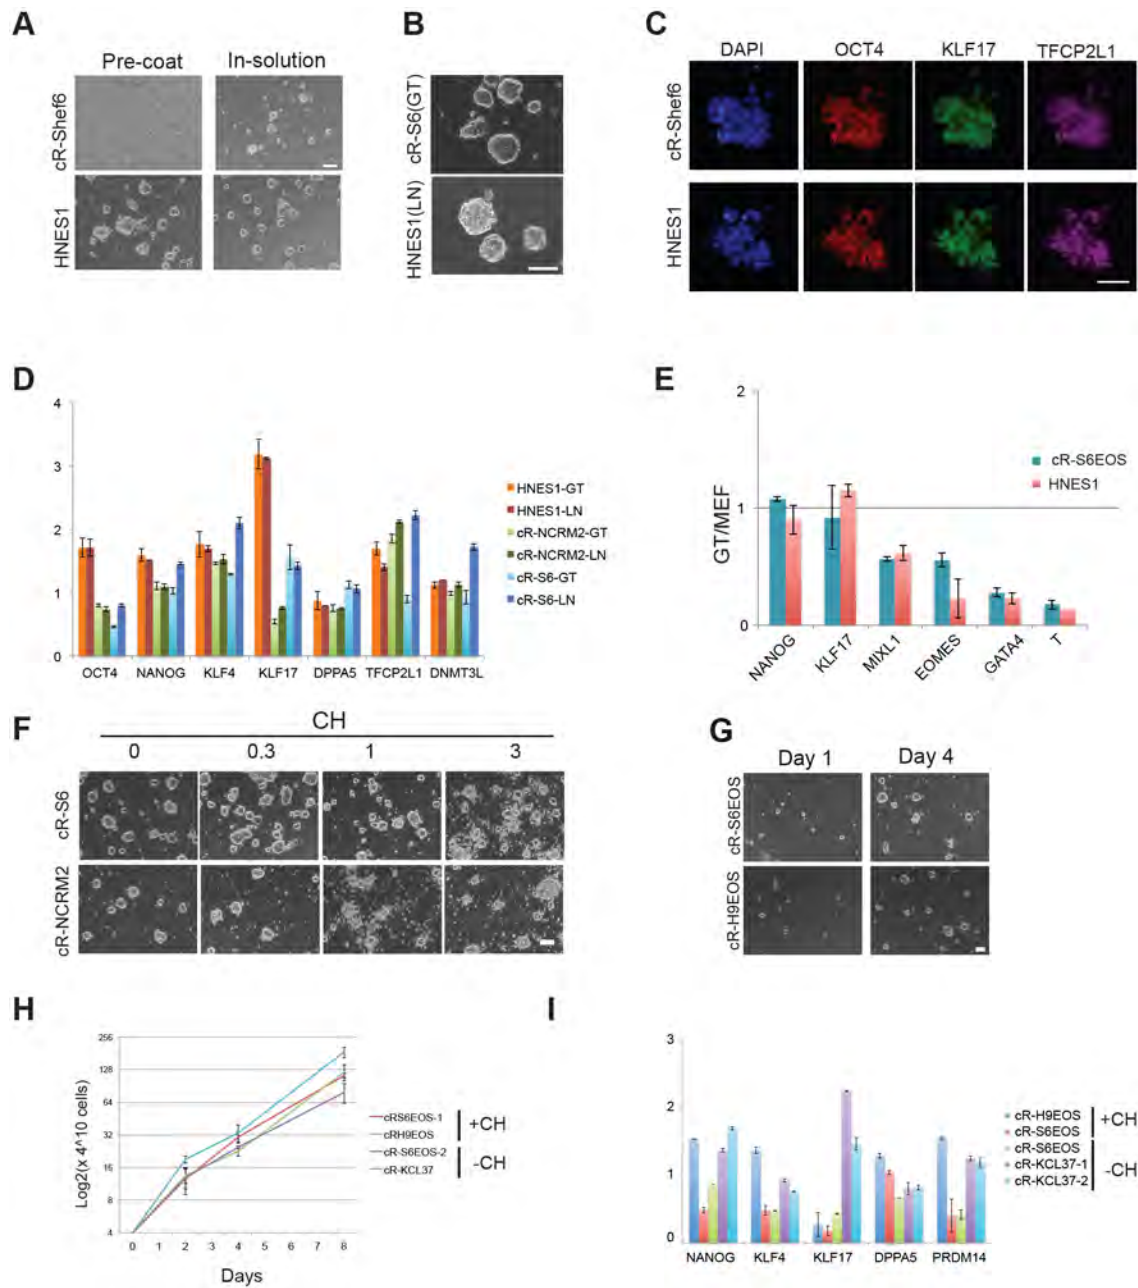 A
Pre-coat In-solution
cR-Shef6
HNES1
B
cR-S6(GT)
HNES1(LN)
C
DAPI OCT4 KLF17 TFCP2L1
cR-Shef6
HNES1
D
4
3
2
1
0
OCT4 NANOG KLF4 KLF17 DPPA5 TFCP2L1 DNMT3L
HNES1-GT
HNES1-LN
cR-NCRM2-GT
cR-NCRM2-LN
cR-S6-GT
cR-S6-LN
E
GT/MEF
2
1
0
NANOG KLF17 MIXL1 EOMES GATA4 T
cR-S6EOS
HNES1
F
CH
0 0.3 1 3
cR-S6
cR-NCRM2
G
Day 1 Day 4
cR-S6EOS
cR-H9EOS
H
Log2(x 4^10 cells)
256
128
64
32
16
8
4
0 1 2 3 4 5 6 7 8
Days
cRS6EOS-1
cRH9EOS
+CH
cR-S6EOS-2
cR-KCL37
-CH
I
3
2
1
0
NANOG KLF4 KLF17 DPPA5 PRDM14
cR-H9EOS
cR-S6EOS
+CH
cR-S6EOS
cR-KCL37-1
cR-KCL37-2
-CH